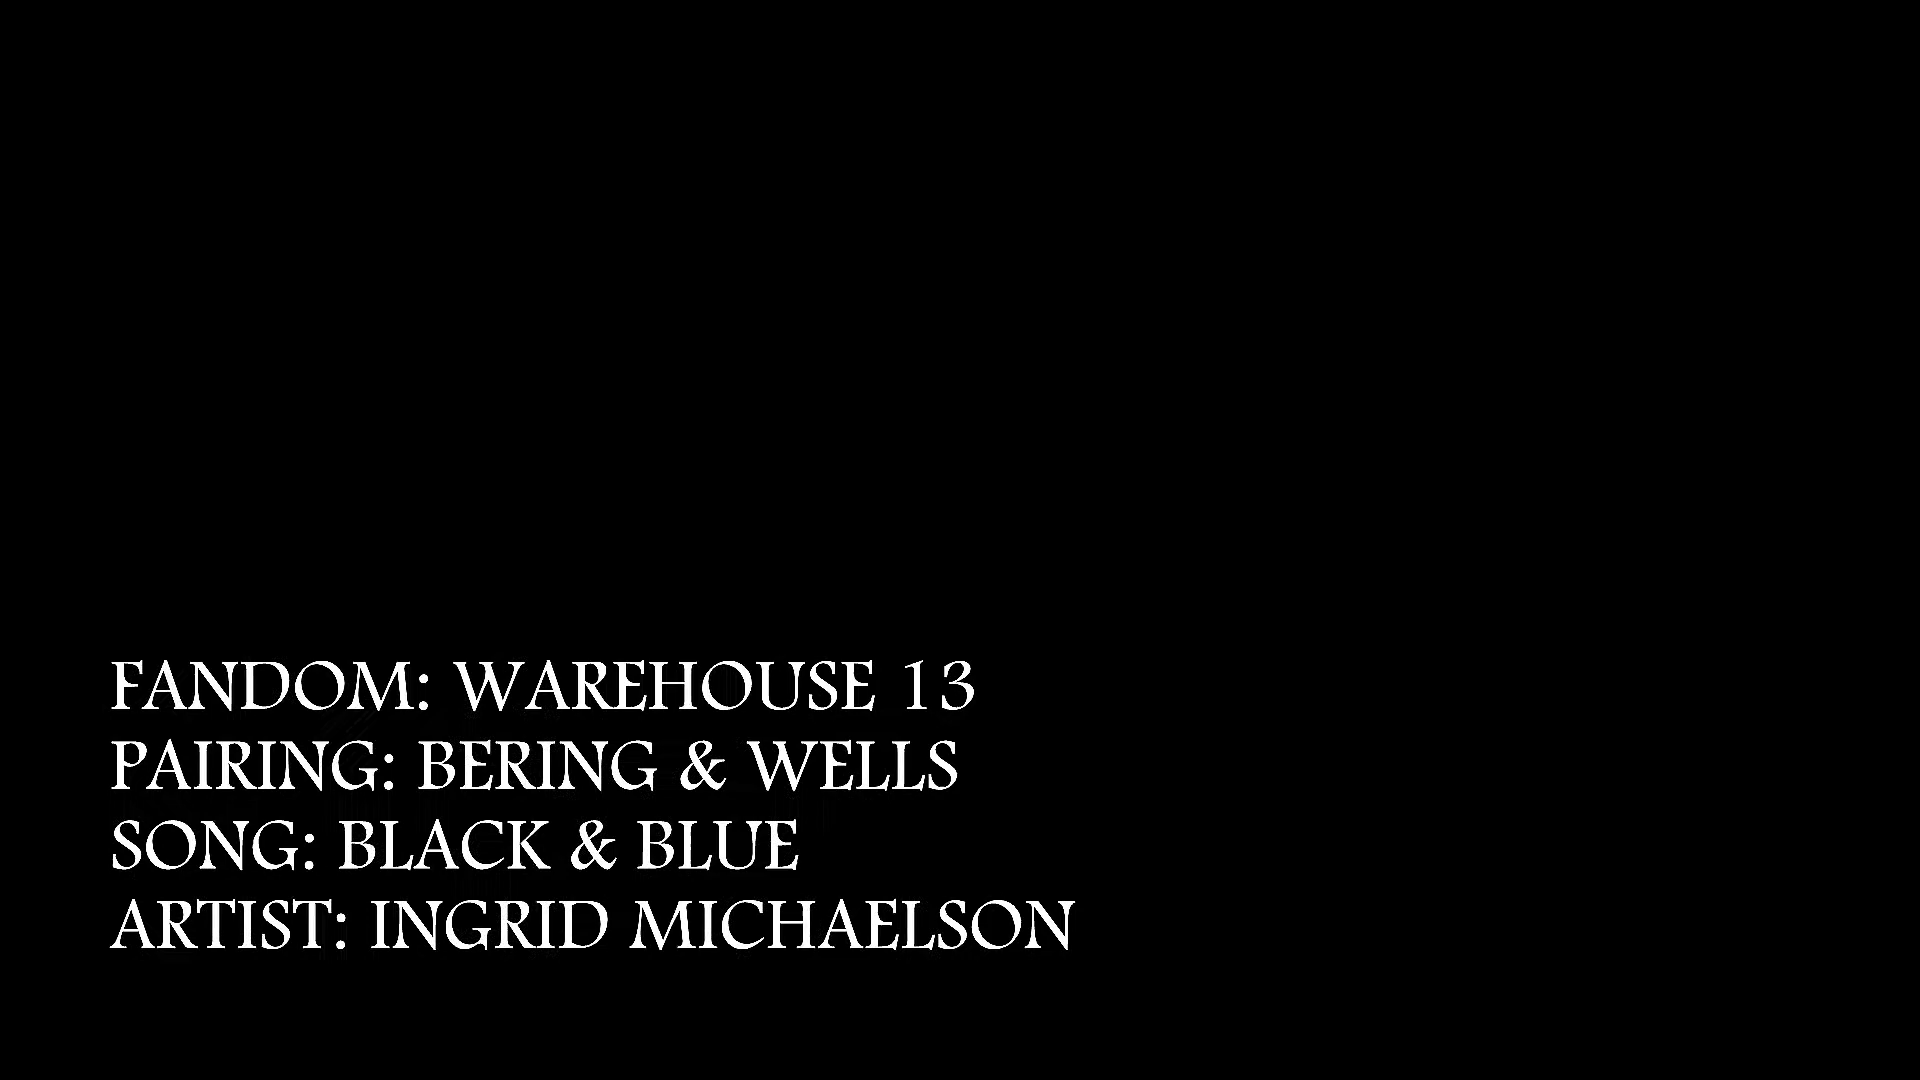 FANDOM: WAREHOUSE 13
PAIRING: BERING & WELLS
SONG: BLACK & BLUE
ARTIST: INGRID MICHAELSON